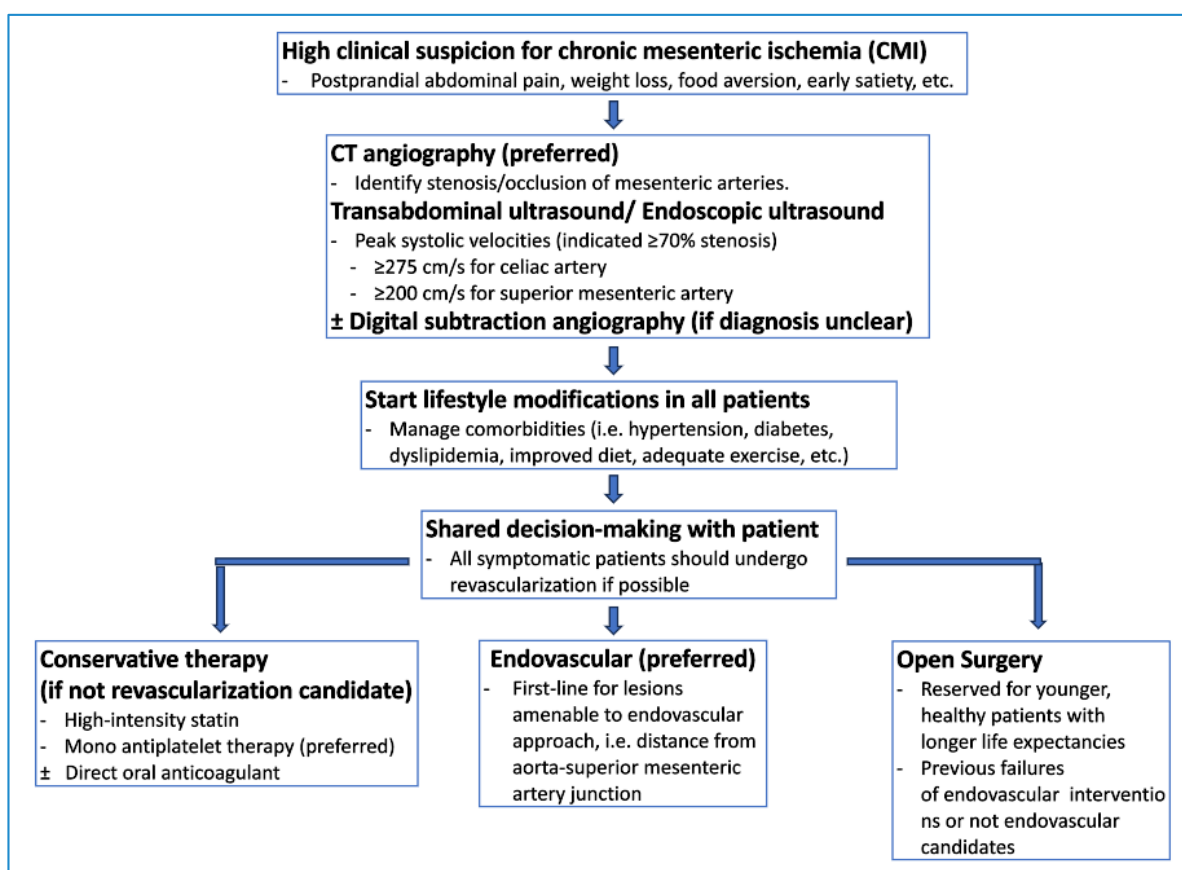 High clinical suspicion for chronic mesenteric ischemia (CMI)
- Postprandial abdominal pain, weight loss, food aversion, early satiety, etc.
CT angiography (preferred)
- Identify stenosis/occlusion of mesenteric arteries.
Transabdominal ultrasound/ Endoscopic ultrasound
- Peak systolic velocities (indicated ≥70% stenosis)
- ≥275 cm/s for celiac artery
- ≥200 cm/s for superior mesenteric artery
± Digital subtraction angiography (if diagnosis unclear)
Start lifestyle modifications in all patients
- Manage comorbidities (i.e. hypertension, diabetes,
dyslipidemia, improved diet, adequate exercise, etc.)
Shared decision-making with patient
- All symptomatic patients should undergo
revascularization if possible
Conservative therapy
(if not revascularization candidate)
- High-intensity statin
- Mono antiplatelet therapy (preferred)
± Direct oral anticoagulant
Endovascular (preferred)
- First-line for lesions
amenable to endovascular
approach, i.e. distance from
aorta-superior mesenteric
artery junction
Open Surgery
- Reserved for younger,
healthy patients with
longer life expectancies
- Previous failures
of endovascular interventio
ns or not endovascular
candidates